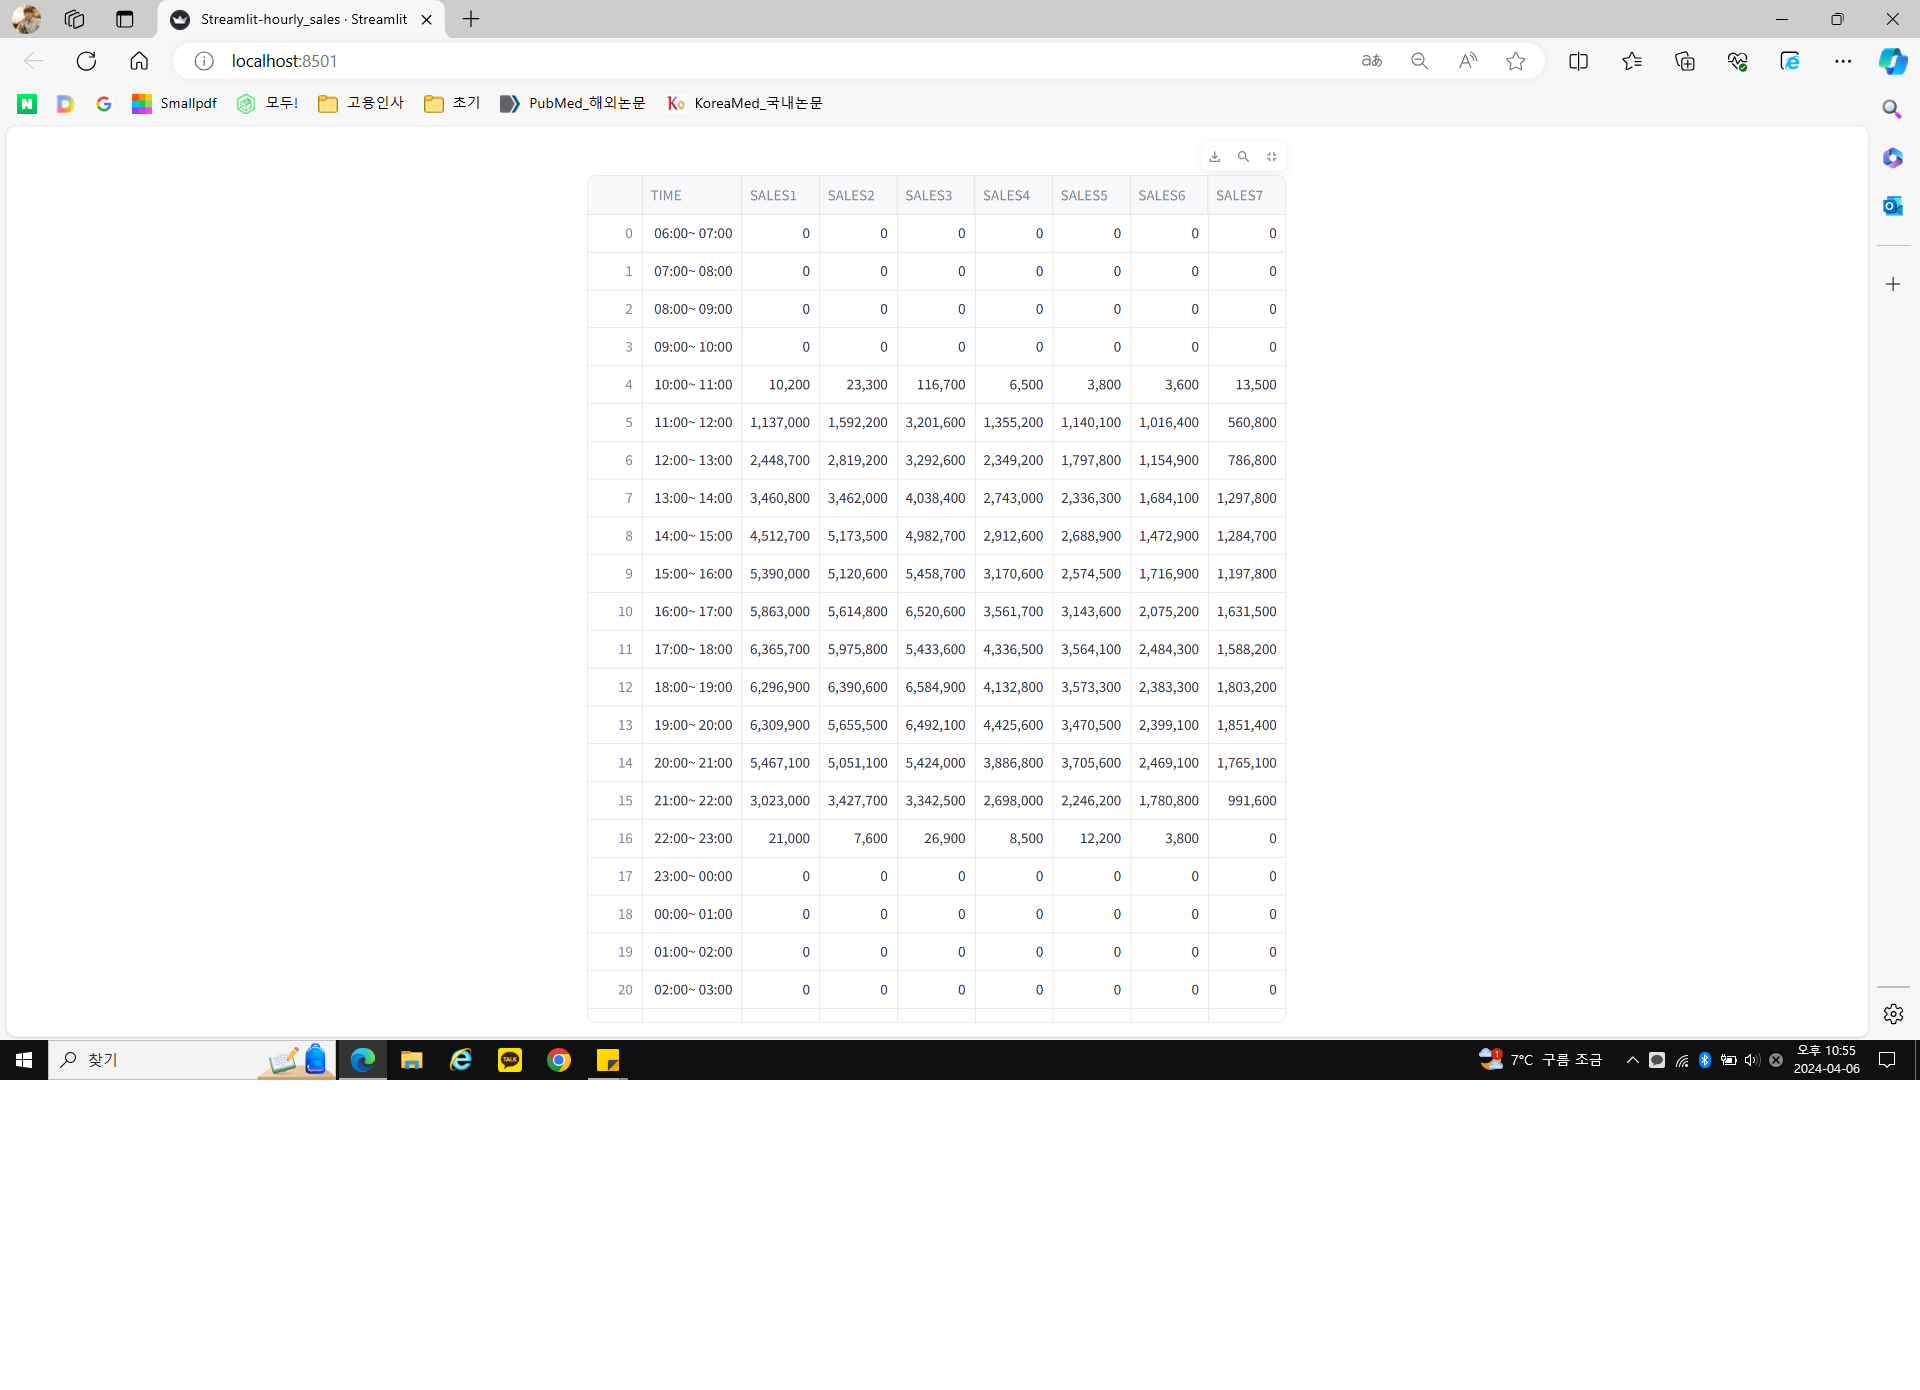 Streamlit-hourly_sales · Streamlit
localhost:8501
aあ
A
N D G Smallpdf 모두! 고용인사 초기 PubMed_해외논문 Ko KoreaMed_국내논문
TIME SALES1 SALES2 SALES3 SALES4 SALES5 SALES6 SALES7
0 06:00~ 07:00 0 0 0 0 0 0 0
1 07:00~ 08:00 0 0 0 0 0 0 0
2 08:00~ 09:00 0 0 0 0 0 0 0
3 09:00~ 10:00 0 0 0 0 0 0 0
4 10:00~ 11:00 10,200 23,300 116,700 6,500 3,800 3,600 13,500
5 11:00~ 12:00 1,137,000 1,592,200 3,201,600 1,355,200 1,140,100 1,016,400 560,800
6 12:00~ 13:00 2,448,700 2,819,200 3,292,600 2,349,200 1,797,800 1,154,900 786,800
7 13:00~ 14:00 3,460,800 3,462,000 4,038,400 2,743,000 2,336,300 1,684,100 1,297,800
8 14:00~ 15:00 4,512,700 5,173,500 4,982,700 2,912,600 2,688,900 1,472,900 1,284,700
9 15:00~ 16:00 5,390,000 5,120,600 5,458,700 3,170,600 2,574,500 1,716,900 1,197,800
10 16:00~ 17:00 5,863,000 5,614,800 6,520,600 3,561,700 3,143,600 2,075,200 1,631,500
11 17:00~ 18:00 6,365,700 5,975,800 5,433,600 4,336,500 3,564,100 2,484,300 1,588,200
12 18:00~ 19:00 6,296,900 6,390,600 6,584,900 4,132,800 3,573,300 2,383,300 1,803,200
13 19:00~ 20:00 6,309,900 5,655,500 6,492,100 4,425,600 3,470,500 2,399,100 1,851,400
14 20:00~ 21:00 5,467,100 5,051,100 5,424,000 3,886,800 3,705,600 2,469,100 1,765,100
15 21:00~ 22:00 3,023,000 3,427,700 3,342,500 2,698,000 2,246,200 1,780,800 991,600
16 22:00~ 23:00 21,000 7,600 26,900 8,500 12,200 3,800 0
17 23:00~ 00:00 0 0 0 0 0 0 0
18 00:00~ 01:00 0 0 0 0 0 0 0
19 01:00~ 02:00 0 0 0 0 0 0 0
20 02:00~ 03:00 0 0 0 0 0 0 0
찾기
TALK
1
7°C 구름 조금
오후 10:55
2024-04-06